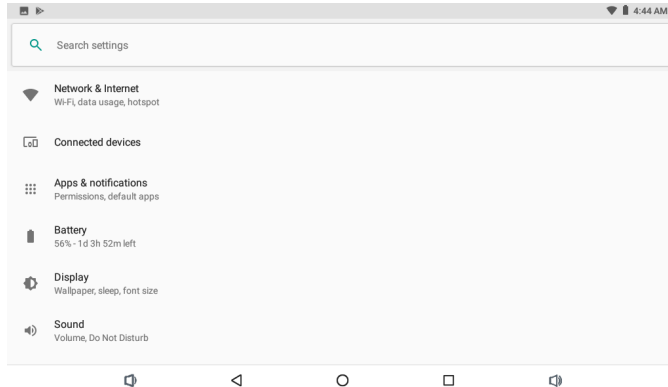 4:44 AM
Search settings
Network & Internet
Wi-Fi, data usage, hotspot
Connected devices
Apps & notifications
Permissions, default apps
Battery
56% - 1d 3h 52m left
Display
Wallpaper, sleep, font size
Sound
Volume, Do Not Disturb